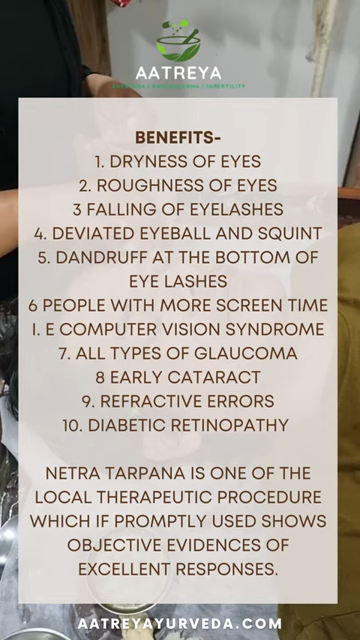 AATREYA
BENEFITS-
1. DRYNESS OF EYES
2. ROUGHNESS OF EYES
3 FALLING OF EYELASHES
4. DEVIATED EYEBALL AND SQUINT
5. DANDRUFF AT THE BOTTOM OF
EYE LASHES
6 PEOPLE WITH MORE SCREEN TIME
I. E COMPUTER VISION SYNDROME
7. ALL TYPES OF GLAUCOMA
8 EARLY CATARACT
9. REFRACTIVE ERRORS
10. DIABETIC RETINOPATHY
NETRA TARPANA IS ONE OF THE
LOCAL THERAPEUTIC PROCEDURE
WHICH IF PROMPTLY USED SHOWS
OBJECTIVE EVIDENCES OF
EXCELLENT RESPONSES.
AATREYAYURVEDA.COM